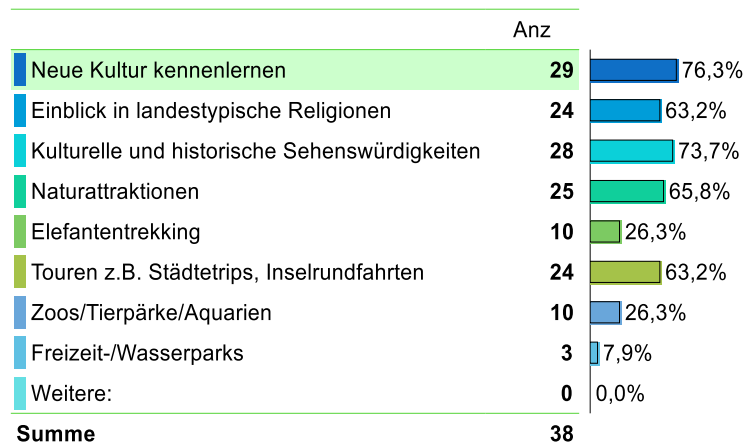 Anz
Neue Kultur kennenlernen 29 76,3%
Einblick in landestypische Religionen 24 63,2%
Kulturelle und historische Sehenswürdigkeiten 28 73,7%
Naturattraktionen 25 65,8%
Elefantentrekking 10 26,3%
Touren z.B. Städtetrips, Inselrundfahrten 24 63,2%
Zoos/Tierpärke/Aquarien 10 26,3%
Freizeit-/Wasserparks 3 7,9%
Weitere: 0 0,0%
Summe 38